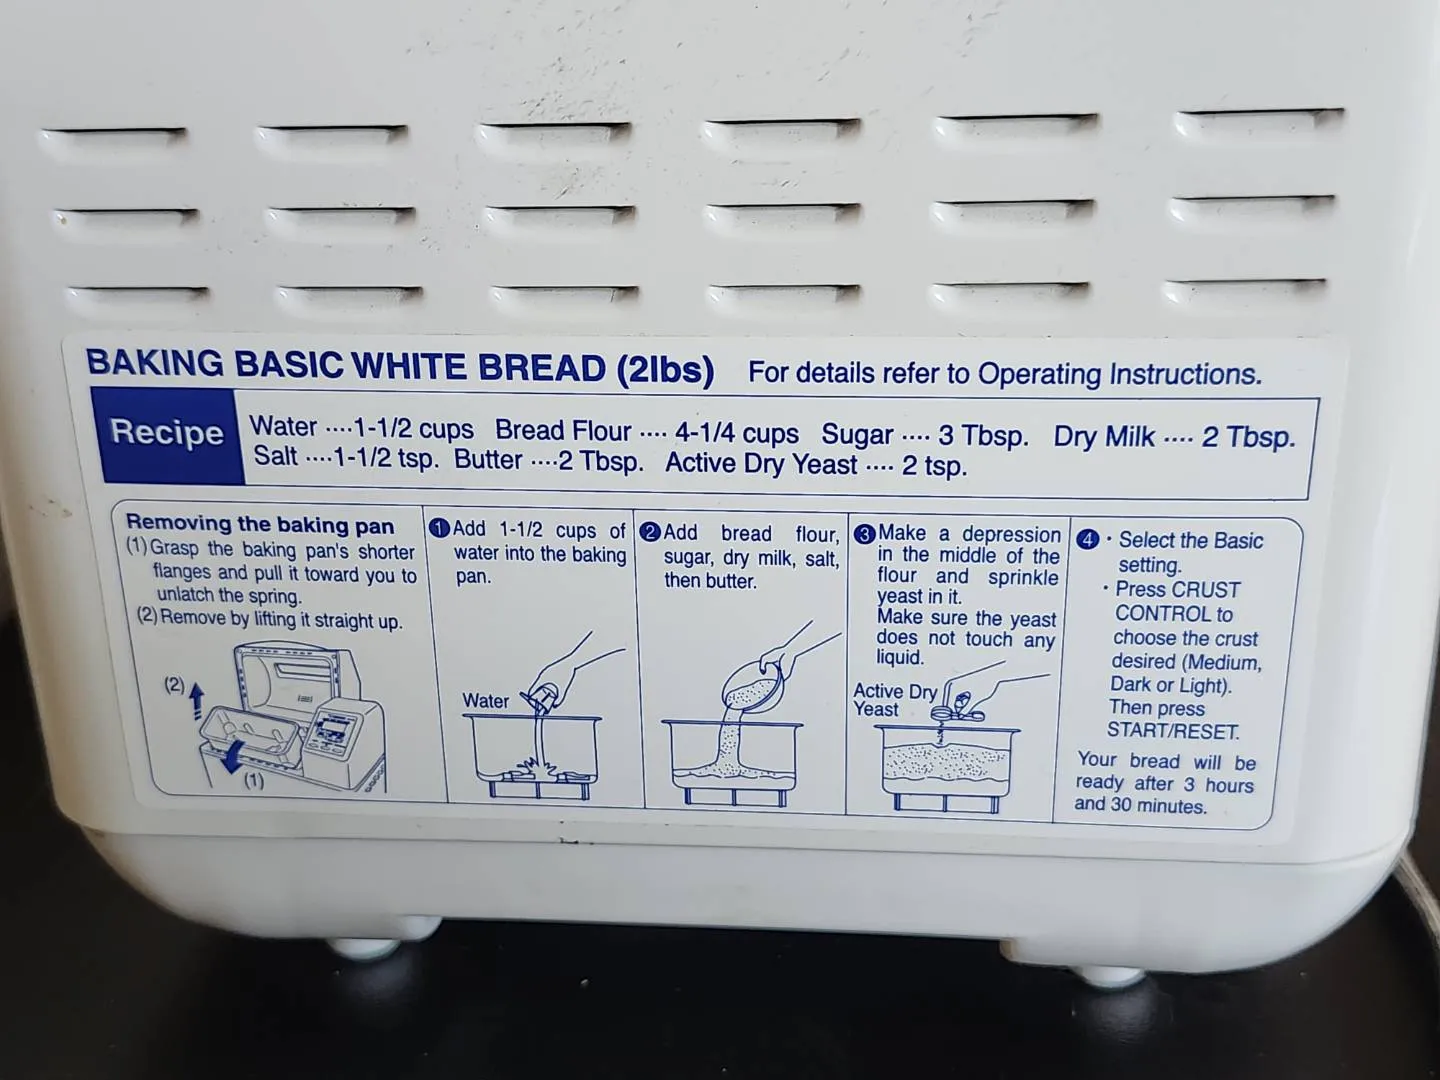 BAKING BASIC WHITE BREAD (2lbs) For details refer to Operating Instructions.
Recipe
Water ····1-1/2 cups Bread Flour ···· 4-1/4 cups Sugar ···· 3 Tbsp. Dry Milk ···· 2 Tbsp.
Salt ····1-1/2 tsp. Butter ····2 Tbsp. Active Dry Yeast ···· 2 tsp.
Removing the baking pan
(1) Grasp the baking pan's shorter
flanges and pull it toward you to
unlatch the spring.
(2) Remove by lifting it straight up.
(2)
(1)
1 Add 1-1/2 cups of
water into the baking
pan.
Water
2 Add bread flour,
sugar, dry milk, salt,
then butter.
3 Make a depression
in the middle of the
flour and sprinkle
yeast in it.
Make sure the yeast
does not touch any
liquid.
Active Dry
Yeast
4 · Select the Basic
setting.
· Press CRUST
CONTROL to
choose the crust
desired (Medium,
Dark or Light).
Then press
START/RESET.
Your bread will be
ready after 3 hours
and 30 minutes.